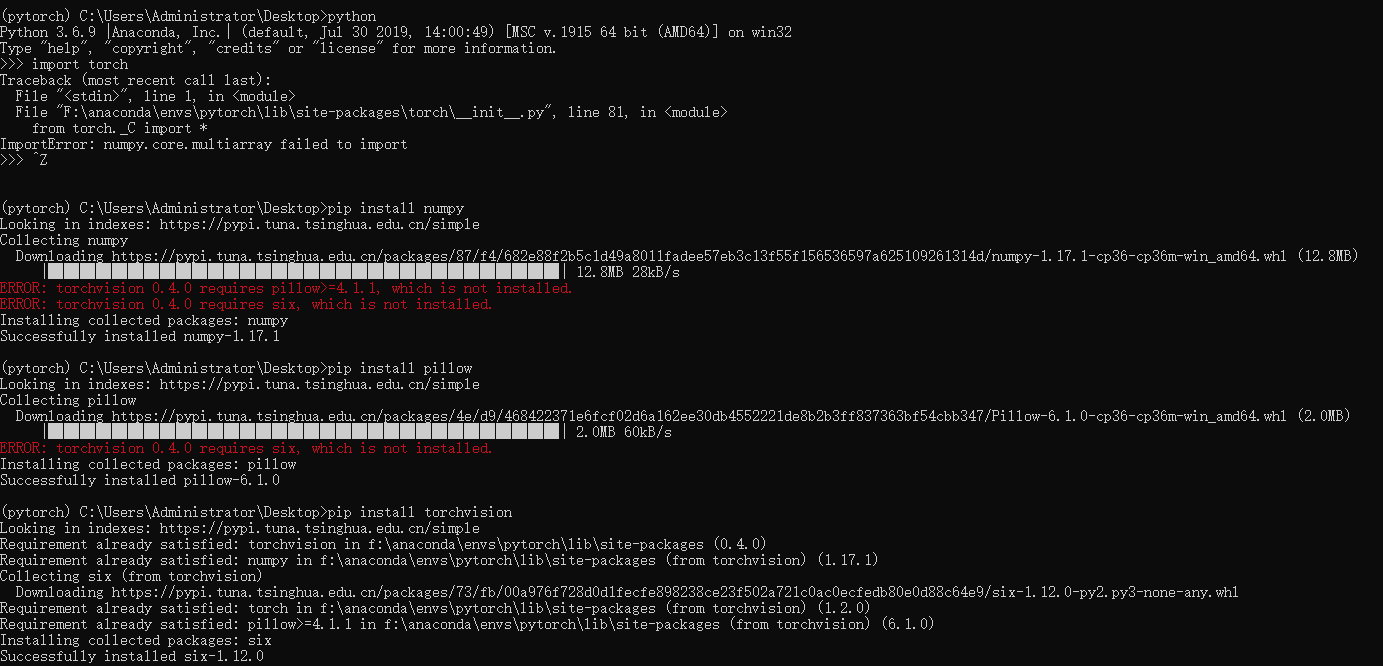 (pytorch) C:\Users\Administrator\Desktop>python
Python 3.6.9 |Anaconda, Inc.| (default, Jul 30 2019, 14:00:49) [MSC v.1915 64 bit (AMD64)] on win32
Type "help", "copyright", "credits" or "license" for more information.
>>> import torch
Traceback (most recent call last):
  File "<stdin>", line 1, in <module>
  File "F:\anaconda\envs\pytorch\lib\site-packages\torch\__init__.py", line 81, in <module>
    from torch._C import *
ImportError: numpy.core.multiarray failed to import
>>> ^Z
(pytorch) C:\Users\Administrator\Desktop>pip install numpy
Looking in indexes: https://pypi.tuna.tsinghua.edu.cn/simple
Collecting numpy
  Downloading https://pypi.tuna.tsinghua.edu.cn/packages/87/f4/682e88f2b5c1d49a8011fadee57eb3c13f55f156536597a625109261314d/numpy-1.17.1-cp36-cp36m-win_amd64.whl (12.8MB)
     |████████████████████████████████| 12.8MB 28kB/s
ERROR: torchvision 0.4.0 requires pillow>=4.1.1, which is not installed.
ERROR: torchvision 0.4.0 requires six, which is not installed.
Installing collected packages: numpy
Successfully installed numpy-1.17.1
(pytorch) C:\Users\Administrator\Desktop>pip install pillow
Looking in indexes: https://pypi.tuna.tsinghua.edu.cn/simple
Collecting pillow
  Downloading https://pypi.tuna.tsinghua.edu.cn/packages/4e/d9/468422371e6fcf02d6a162ee30db4552221de8b2b3ff837363bf54cbb347/Pillow-6.1.0-cp36-cp36m-win_amd64.whl (2.0MB)
     |████████████████████████████████| 2.0MB 60kB/s
ERROR: torchvision 0.4.0 requires six, which is not installed.
Installing collected packages: pillow
Successfully installed pillow-6.1.0
(pytorch) C:\Users\Administrator\Desktop>pip install torchvision
Looking in indexes: https://pypi.tuna.tsinghua.edu.cn/simple
Requirement already satisfied: torchvision in f:\anaconda\envs\pytorch\lib\site-packages (0.4.0)
Requirement already satisfied: numpy in f:\anaconda\envs\pytorch\lib\site-packages (from torchvision) (1.17.1)
Collecting six (from torchvision)
  Downloading https://pypi.tuna.tsinghua.edu.cn/packages/73/fb/00a976f728d0d1fecfe898238ce23f502a721c0ac0ecfedb80e0d88c64e9/six-1.12.0-py2.py3-none-any.whl
Requirement already satisfied: torch in f:\anaconda\envs\pytorch\lib\site-packages (from torchvision) (1.2.0)
Requirement already satisfied: pillow>=4.1.1 in f:\anaconda\envs\pytorch\lib\site-packages (from torchvision) (6.1.0)
Installing collected packages: six
Successfully installed six-1.12.0